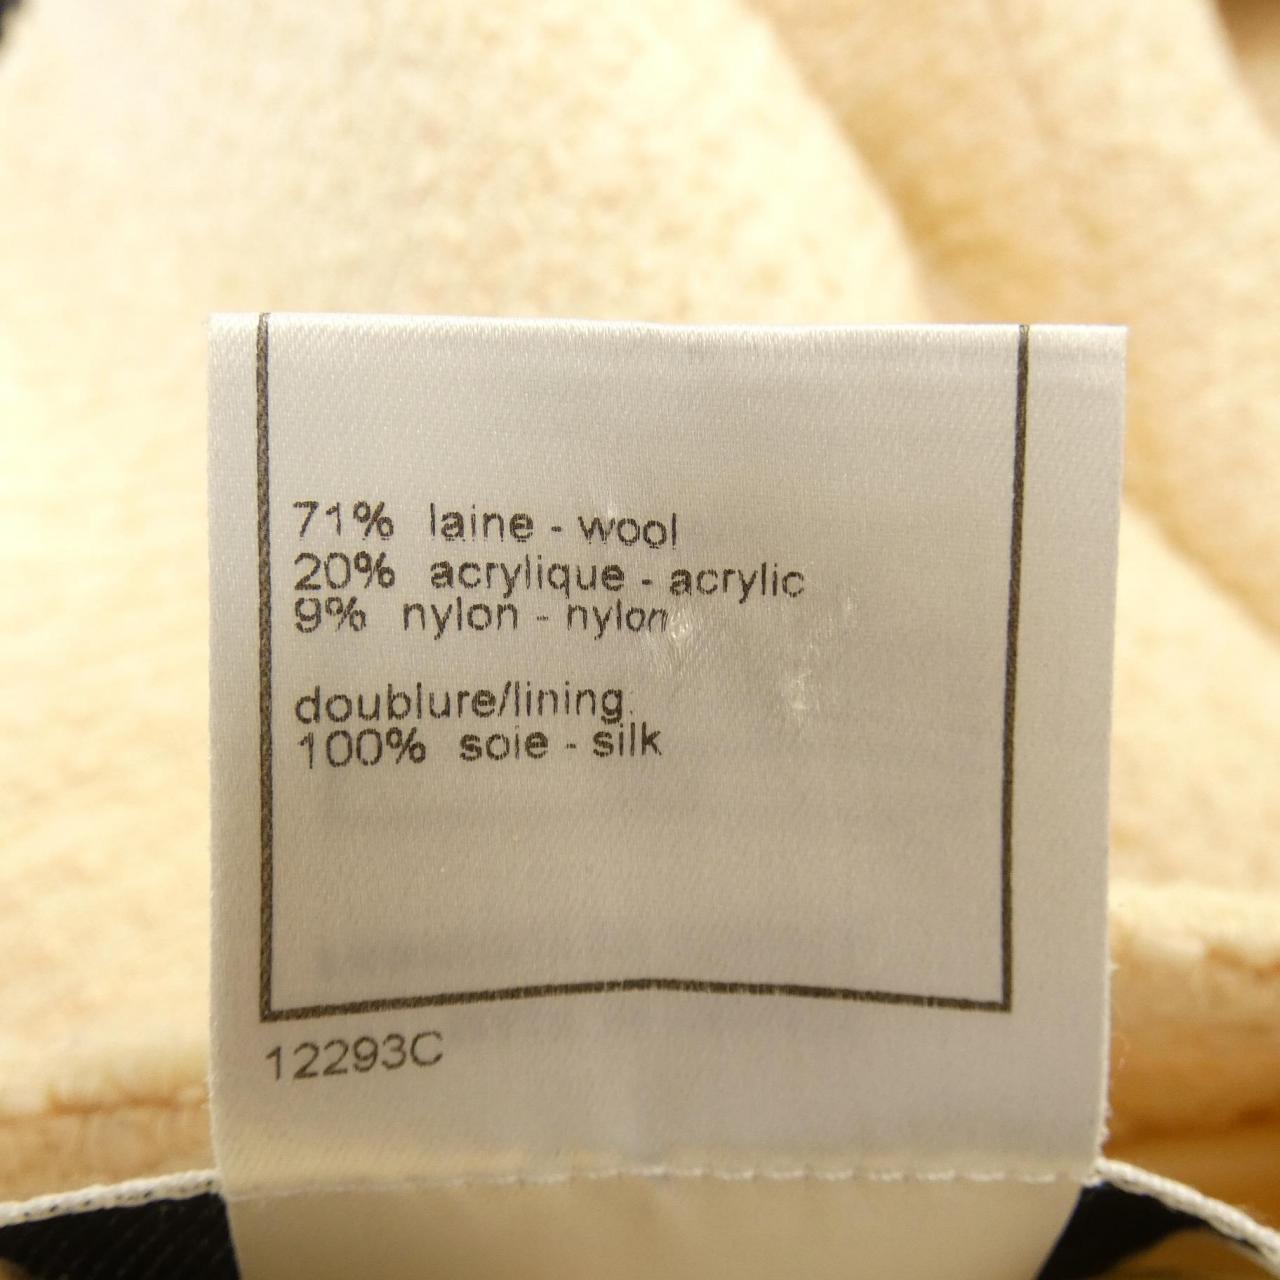 71% laine - wool
20% acrylique - acrylic
9% nylon - nylon
doublure/lining
100% soie - silk
12293C